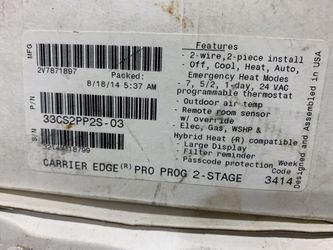 MFG
2V7871897
Packed:
8/18/14 5:37 AM
P/N
33CS2PP2S-03
S/N
CARRIER EDGE(R) PRO PROG 2-STAGE
Features
- 2-wire, 2-piece install
- Off, Cool, Heat, Auto,
Emergency Heat Modes
- 7, 5/2, 1-day, 24 VAC
programmable thermostat
- Outdoor air temp
- Remote room sensor
w/ override
- Elec, Gas, WSHP &
Hybrid Heat (R) compatible
- Large Display
- Filter reminder
- Passcode protection
Week Code
3414
Designed and Assembled in USA